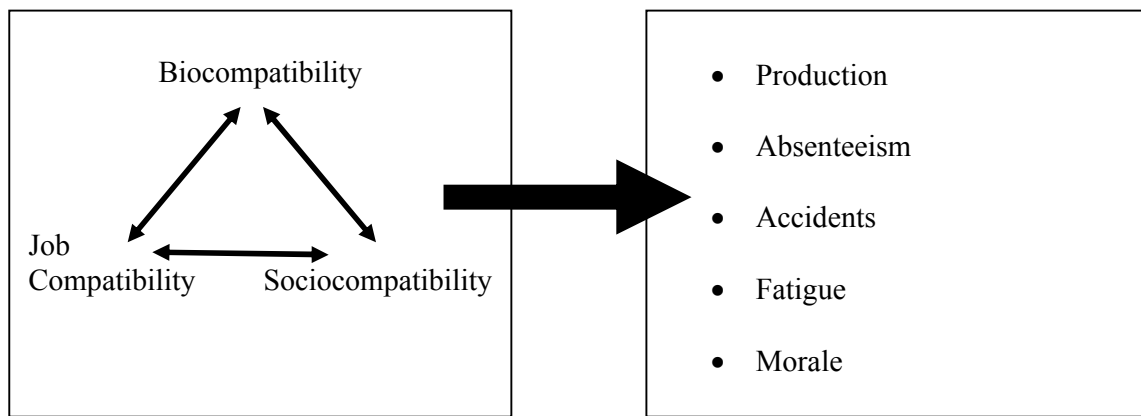 Biocompatibility
Job
Compatibility
Sociocompatibility
• Production
• Absenteeism
• Accidents
• Fatigue
• Morale